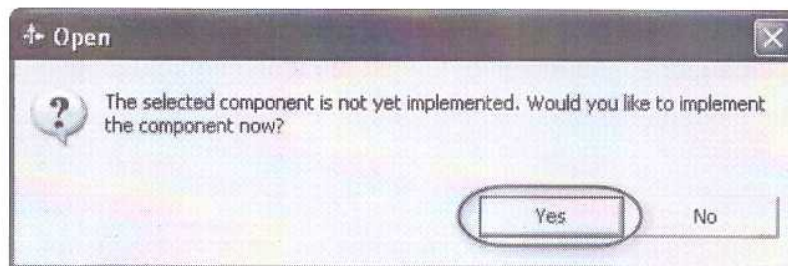 Open
The selected component is not yet implemented. Would you like to implement
the component now?
Yes
No